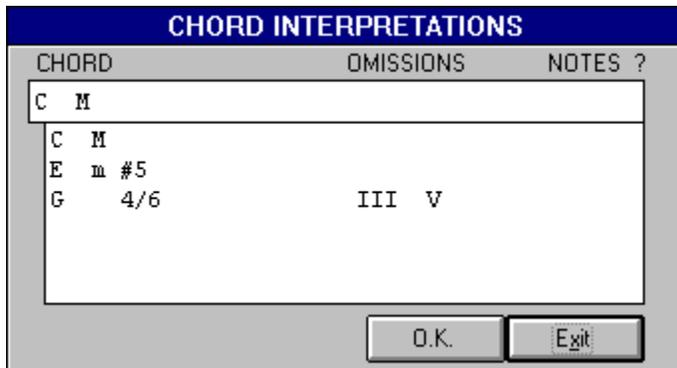 CHORD INTERPRETATIONS
CHORD OMISSIONS NOTES ?
C M
C M
E m #5
G 4/6 III V
O.K. Exit